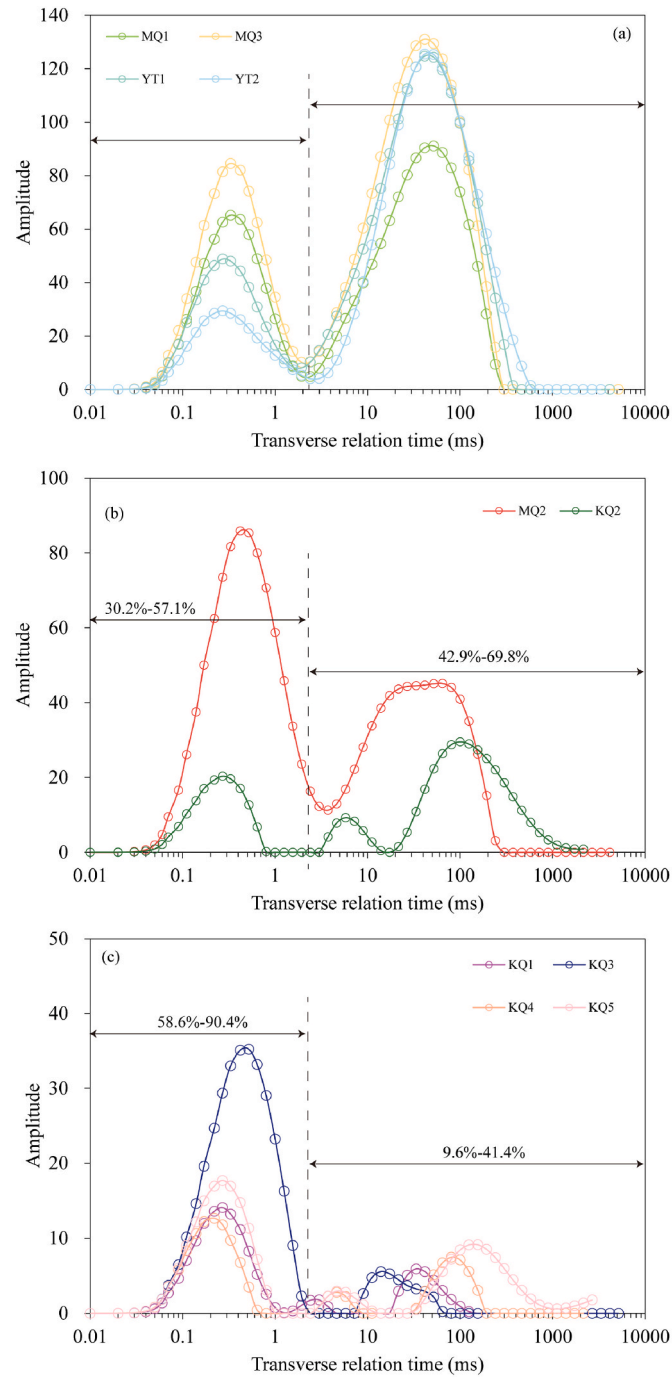 140
(a)
MQ1 MQ3
120
YT1 YT2
100
80
60
40
20
0
Amplitude
0.01 0.1 1 10 100 1000 10000
Transverse relation time (ms)
100
(b)
MQ2 KQ2
80
30.2%-57.1%
60
42.9%-69.8%
40
20
0
Amplitude
0.01 0.1 1 10 100 1000 10000
Transverse relation time (ms)
50
(c)
KQ1 KQ3
40
KQ4 KQ5
58.6%-90.4%
30
20
9.6%-41.4%
10
0
Amplitude
0.01 0.1 1 10 100 1000 10000
Transverse relation time (ms)